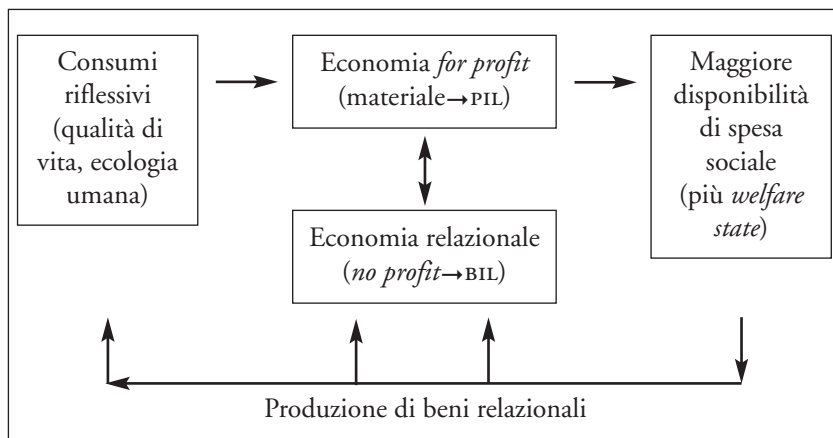 Consumi
riflessivi
(qualità di
vita, ecologia
umana)
Economia for profit
(materiale→PIL)
Economia relazionale
(no profit→BIL)
Maggiore
disponibilità
di spesa
sociale
(più welfare
state)
Produzione di beni relazionali